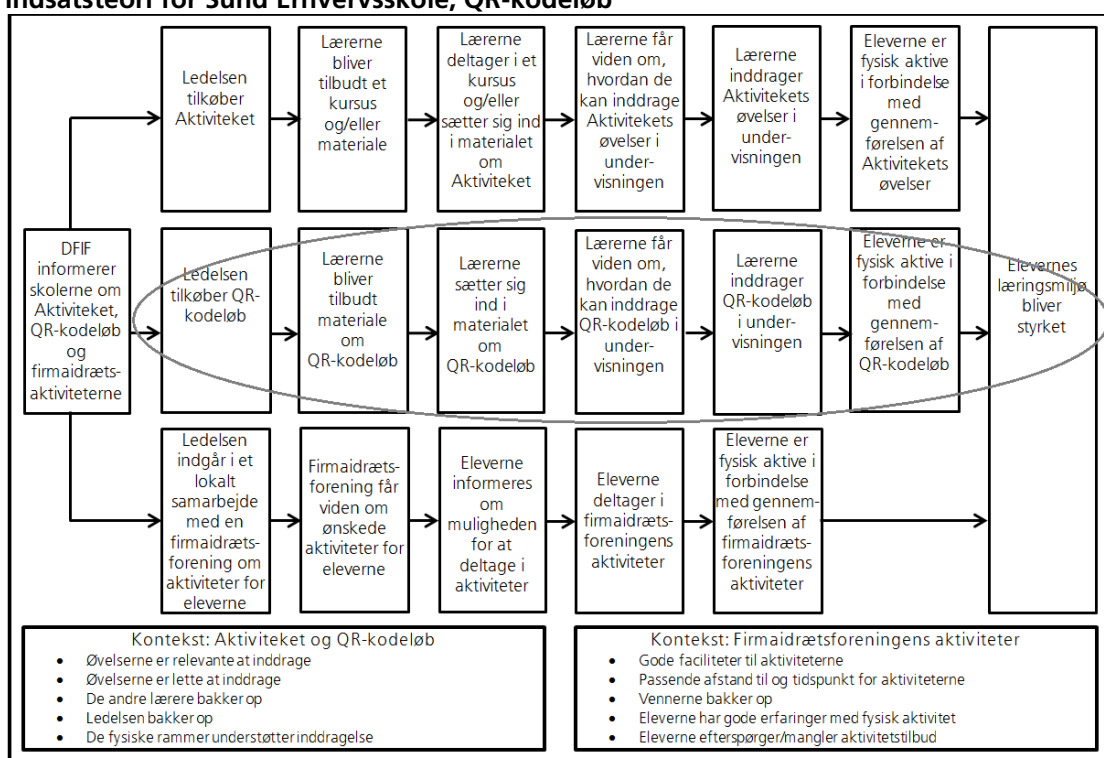 Indsatsteori for Sund Erhvervsskole, QR-kodeløb
Ledelsen
tilkøber
Aktiviteket
Lærerne
bliver
tilbudt et
kursus
og/eller
materiale
Lærerne
deltager i et
kursus
og/eller
sætter sig ind
i materialet
om
Aktiviteket
Lærerne får
viden om,
hvordan de
kan inddrage
Aktivitekets
øvelser i
under-
visningen
Lærerne
inddrager
Aktivitekets
øvelser i
under-
visningen
Eleverne er
fysisk aktive
i forbindelse
med
gennem-
førelsen af
Aktivitekets
øvelser
DFIF
informerer
skolerne om
Aktiviteket,
QR-kodeløb
og
firmaidræts-
aktiviteterne
Ledelsen
tilkøber QR-
kodeløb
Lærerne
bliver
tilbudt
materiale
om
QR-kodeløb
Lærerne
sætter sig
ind i
materialet
om
QR-kodeløb
Lærerne får
viden om,
hvordan de
kan inddrage
QR-kodeløb i
under-
visningen
Lærerne
inddrager
QR-kodeløb
i under-
visningen
Eleverne er
fysisk aktive i
forbindelse
med
gennem-
førelsen af
QR-kodeløb
Elevernes
læringsmiljø
bliver
styrket
Ledelsen
indgår i et
lokalt
samarbejde
med en
firmaidræts-
forening om
aktiviteter for
eleverne
Firmaidræts-
forening får
viden om
ønskede
aktiviteter for
eleverne
Eleverne
informeres
om
muligheden
for at
deltage i
aktiviteter
Eleverne
deltager i
firmaidræts-
foreningens
aktiviteter
Eleverne er
fysisk aktive i
forbindelse
med gennem-
førelsen af
firmaidræts-
foreningens
aktiviteter
Kontekst: Aktiviteket og QR-kodeløb
• Øvelserne er relevante at inddrage
• Øvelserne er lette at inddrage
• De andre lærere bakker op
• Ledelsen bakker op
• De fysiske rammer understøtter inddragelse
Kontekst: Firmaidrætsforeningens aktiviteter
• Gode faciliteter til aktiviteterne
• Passende afstand til og tidspunkt for aktiviteterne
• Vennerne bakker op
• Eleverne har gode erfaringer med fysisk aktivitet
• Eleverne efterspørger/mangler aktivitetstilbud